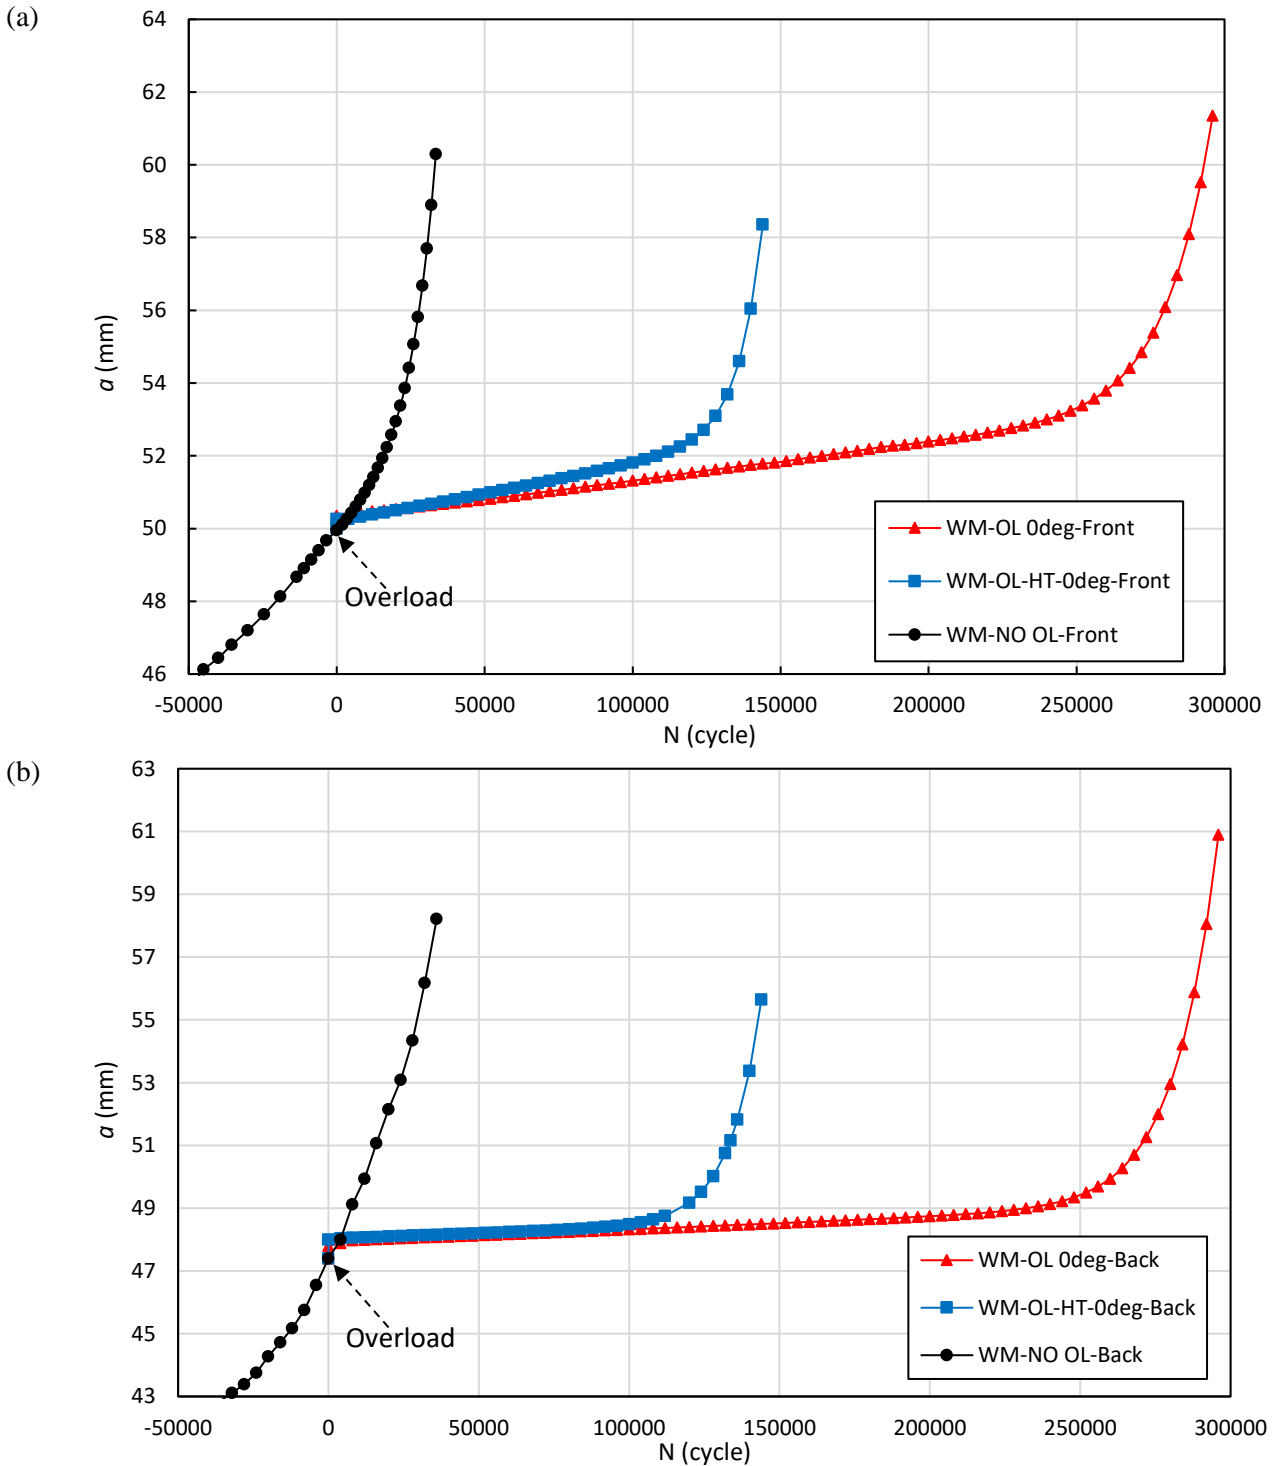 (a)
64
62
60
58
56
54
52
50
48
46
a (mm)
-50000 0 50000 100000 150000 200000 250000 300000
N (cycle)
Overload
WM-OL 0deg-Front
WM-OL-HT-0deg-Front
WM-NO OL-Front
(b)
63
61
59
57
55
53
51
49
47
45
43
a (mm)
-50000 0 50000 100000 150000 200000 250000 300000
N (cycle)
Overload
WM-OL 0deg-Back
WM-OL-HT-0deg-Back
WM-NO OL-Back